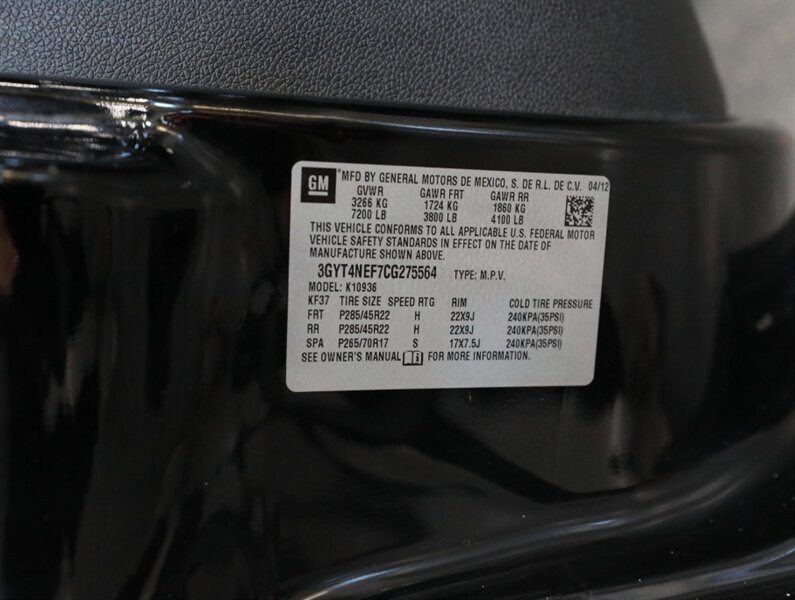 GM ®MFD BY GENERAL MOTORS DE MEXICO, S. DE R.L. DE C.V. 04/12
GVWR GAWR FRT GAWR RR
3266 KG 1724 KG 1860 KG
7200 LB 3800 LB 4100 LB
THIS VEHICLE CONFORMS TO ALL APPLICABLE U.S. FEDERAL MOTOR
VEHICLE SAFETY STANDARDS IN EFFECT ON THE DATE OF
MANUFACTURE SHOWN ABOVE.
3GYT4NEF7CG275564 TYPE: M.P.V.
MODEL: K10936
KF37 TIRE SIZE SPEED RTG RIM COLD TIRE PRESSURE
FRT P285/45R22 H 22X9J 240KPA(35PSI)
RR P285/45R22 H 22X9J 240KPA(35PSI)
SPA P265/70R17 S 17X7.5J 240KPA(35PSI)
SEE OWNER'S MANUAL FOR MORE INFORMATION.